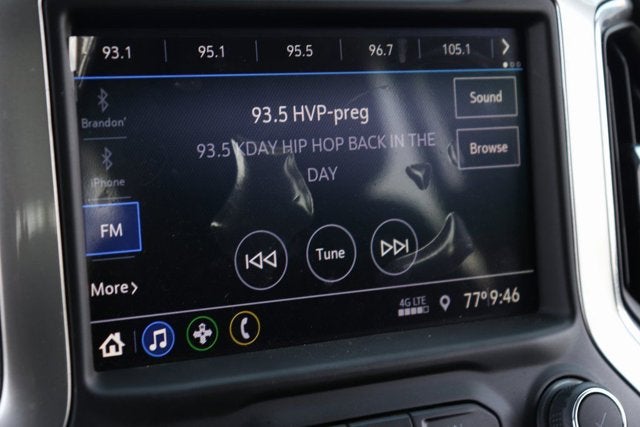 93.1 95.1 95.5 96.7 105.1
Brandon'
iPhone
FM
More
93.5 HVP-preg
93.5 KDAY HIP HOP BACK IN THE
DAY
Sound
Browse
Tune
4G LTE
77° 9:46